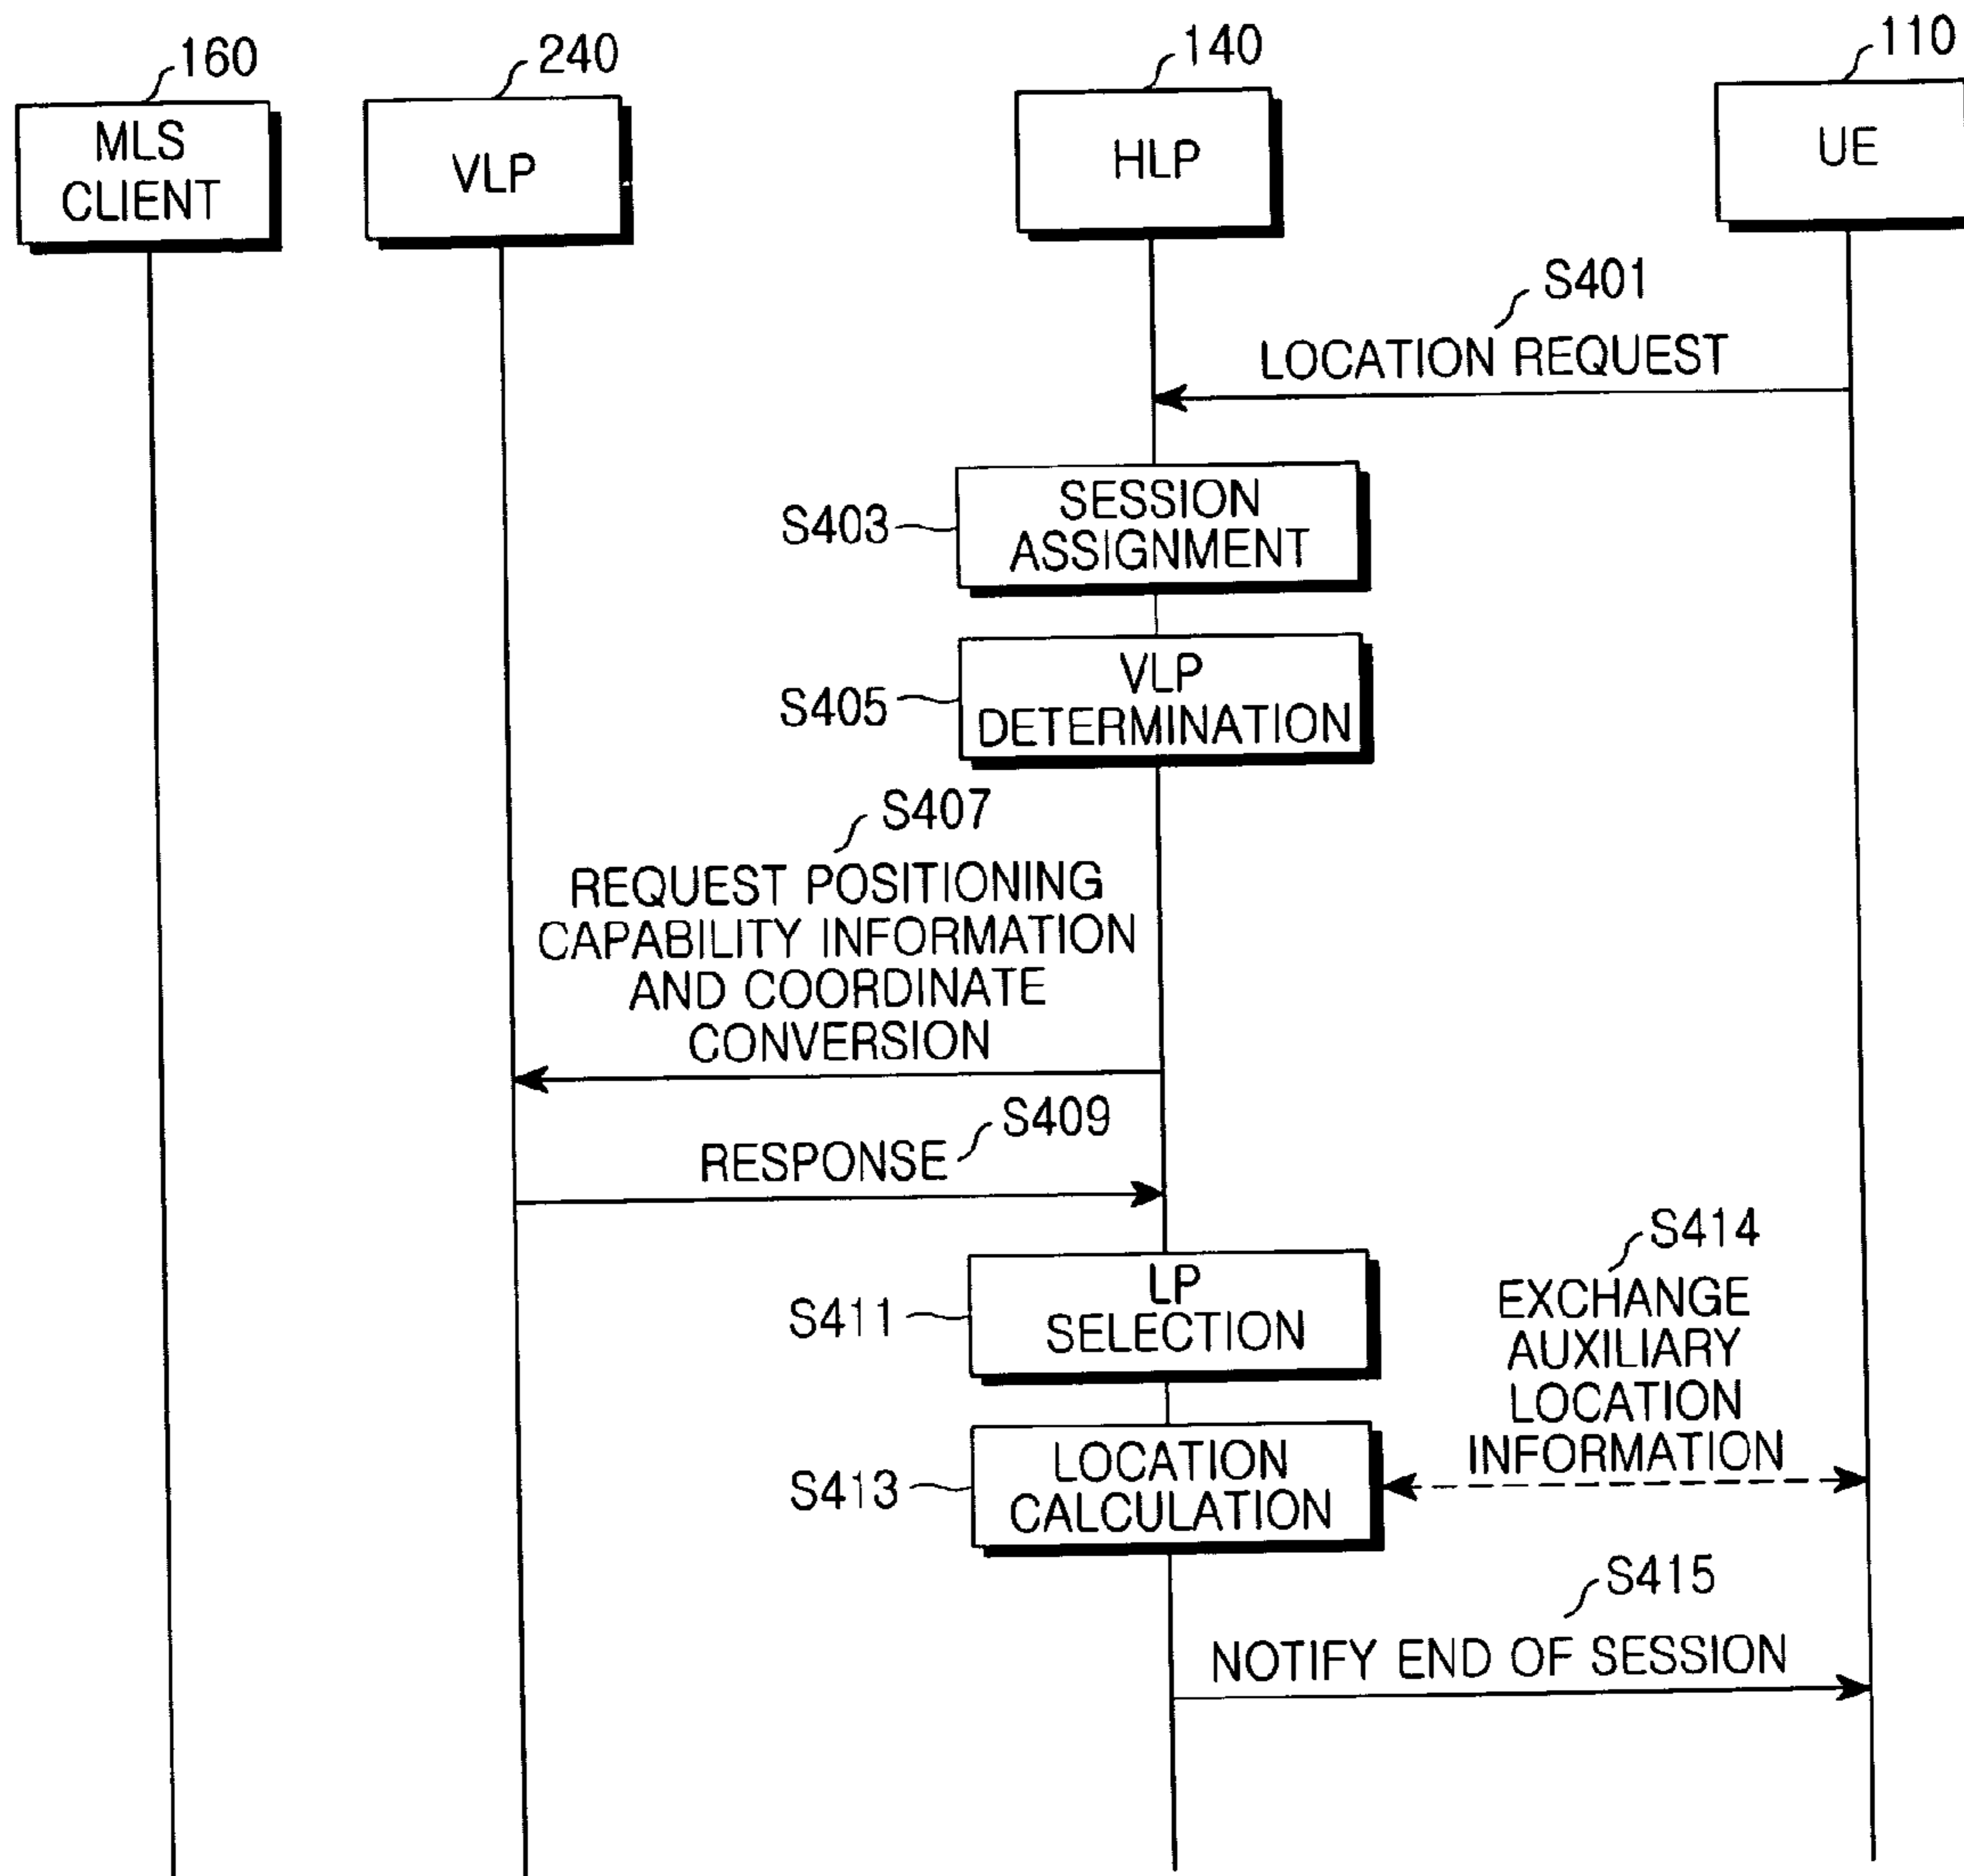 160
240
140
110
MLS
CLIENT
VLP
HLP
UE
S401
LOCATION REQUEST
S403
SESSION
ASSIGNMENT
S405
VLP
DETERMINATION
S407
REQUEST POSITIONING
CAPABILITY INFORMATION
AND COORDINATE
CONVERSION
S409
RESPONSE
S411
LP
SELECTION
S414
EXCHANGE
AUXILIARY
LOCATION
INFORMATION
S413
LOCATION
CALCULATION
S415
NOTIFY END OF SESSION